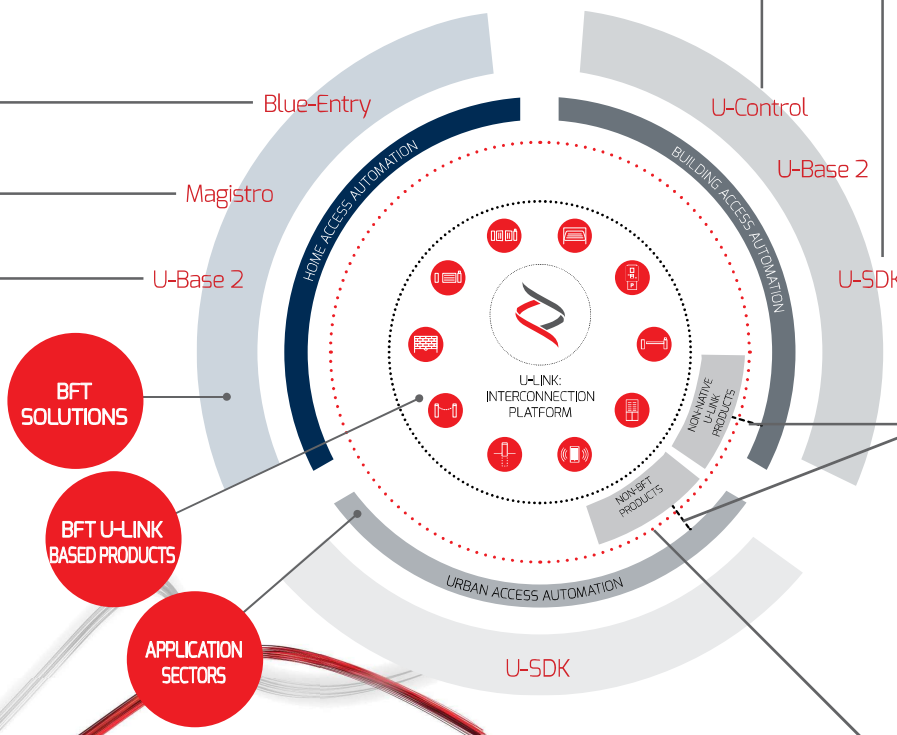 Blue-Entry
U-Control
HOME ACCESS AUTOMATION
BUILDING ACCESS AUTOMATION
U-Base 2
Magistro
U-Base 2
U-SDK
P
BFT
SOLUTIONS
U-LINK:
INTERCONNECTION
PLATFORM
NON-NATIVE
U-LINK
PRODUCTS
NON-BFT
PRODUCTS
BFT U-LINK
BASED PRODUCTS
URBAN ACCESS AUTOMATION
APPLICATION
SECTORS
U-SDK